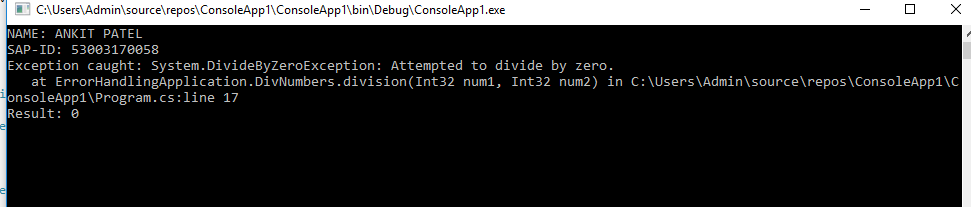 C:\Users\Admin\source\repos\ConsoleApp1\ConsoleApp1\bin\Debug\ConsoleApp1.exe
NAME: ANKIT PATEL
SAP-ID: 53003170058
Exception caught: System.DivideByZeroException: Attempted to divide by zero.
   at ErrorHandlingApplication.DivNumbers.division(Int32 num1, Int32 num2) in C:\Users\Admin\source\repos\ConsoleApp1\C
onsoleApp1\Program.cs:line 17
Result: 0